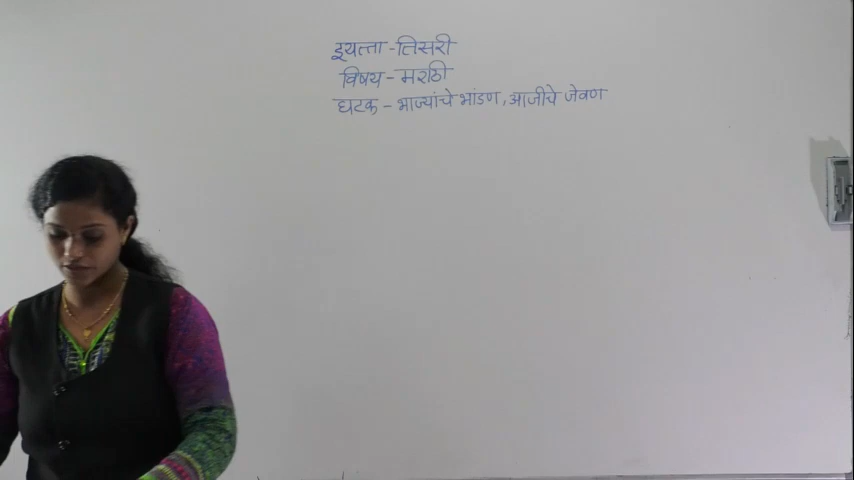 इयत्ता - तिसरी
विषय - मराठी
घटक - भाज्यांचे भांडण, आजीचे जेवण